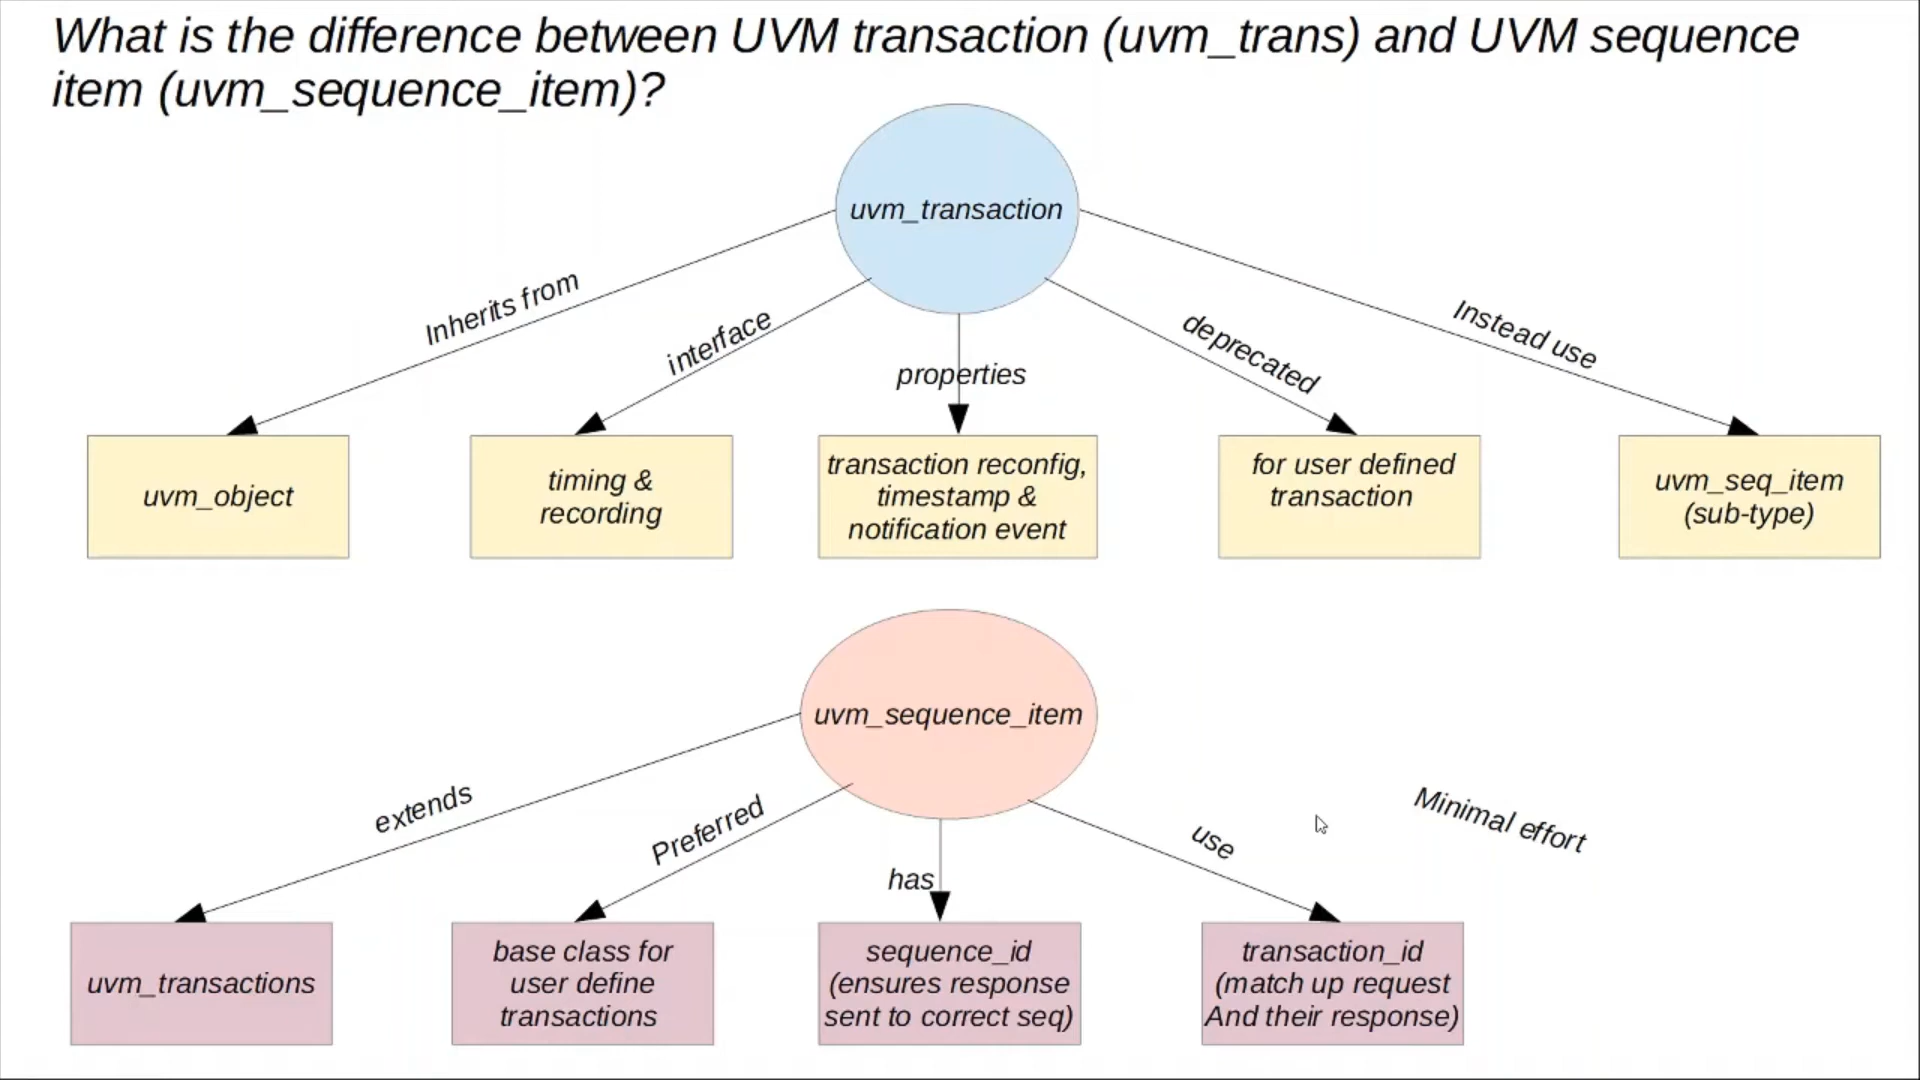 What is the difference between UVM transaction (uvm_trans) and UVM sequence
item (uvm_sequence_item)?
uvm_transaction
Inherits from
interface
properties
deprecated
Instead use
uvm_object
timing &
recording
transaction reconfig,
timestamp &
notification event
for user defined
transaction
uvm_seq_item
(sub-type)
uvm_sequence_item
extends
Preferred
has
use
Minimal effort
uvm_transactions
base class for
user define
transactions
sequence_id
(ensures response
sent to correct seq)
transaction_id
(match up request
And their response)